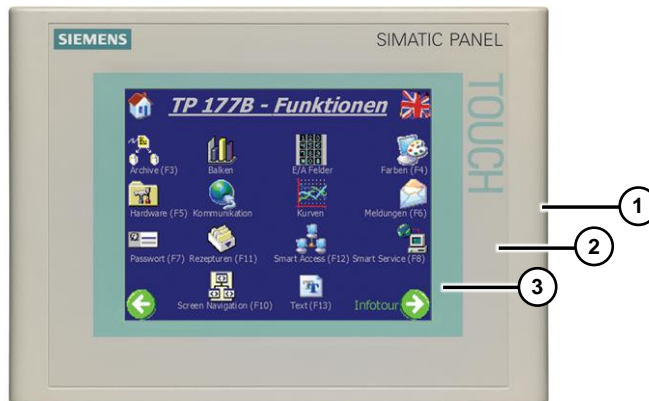 SIEMENS
SIMATIC PANEL
TOUCH
TP 177B - Funktionen
Archive (F3) Balken E/A Felder Farben (F4)
Hardware (F5) Kommunikation Kurven Meldungen (F6)
Passwort (F7) Rezepturen (F11) Smart Access (F12) Smart Service (F8)
Screen Navigation (F10) Text (F13) Infotour
1
2
3